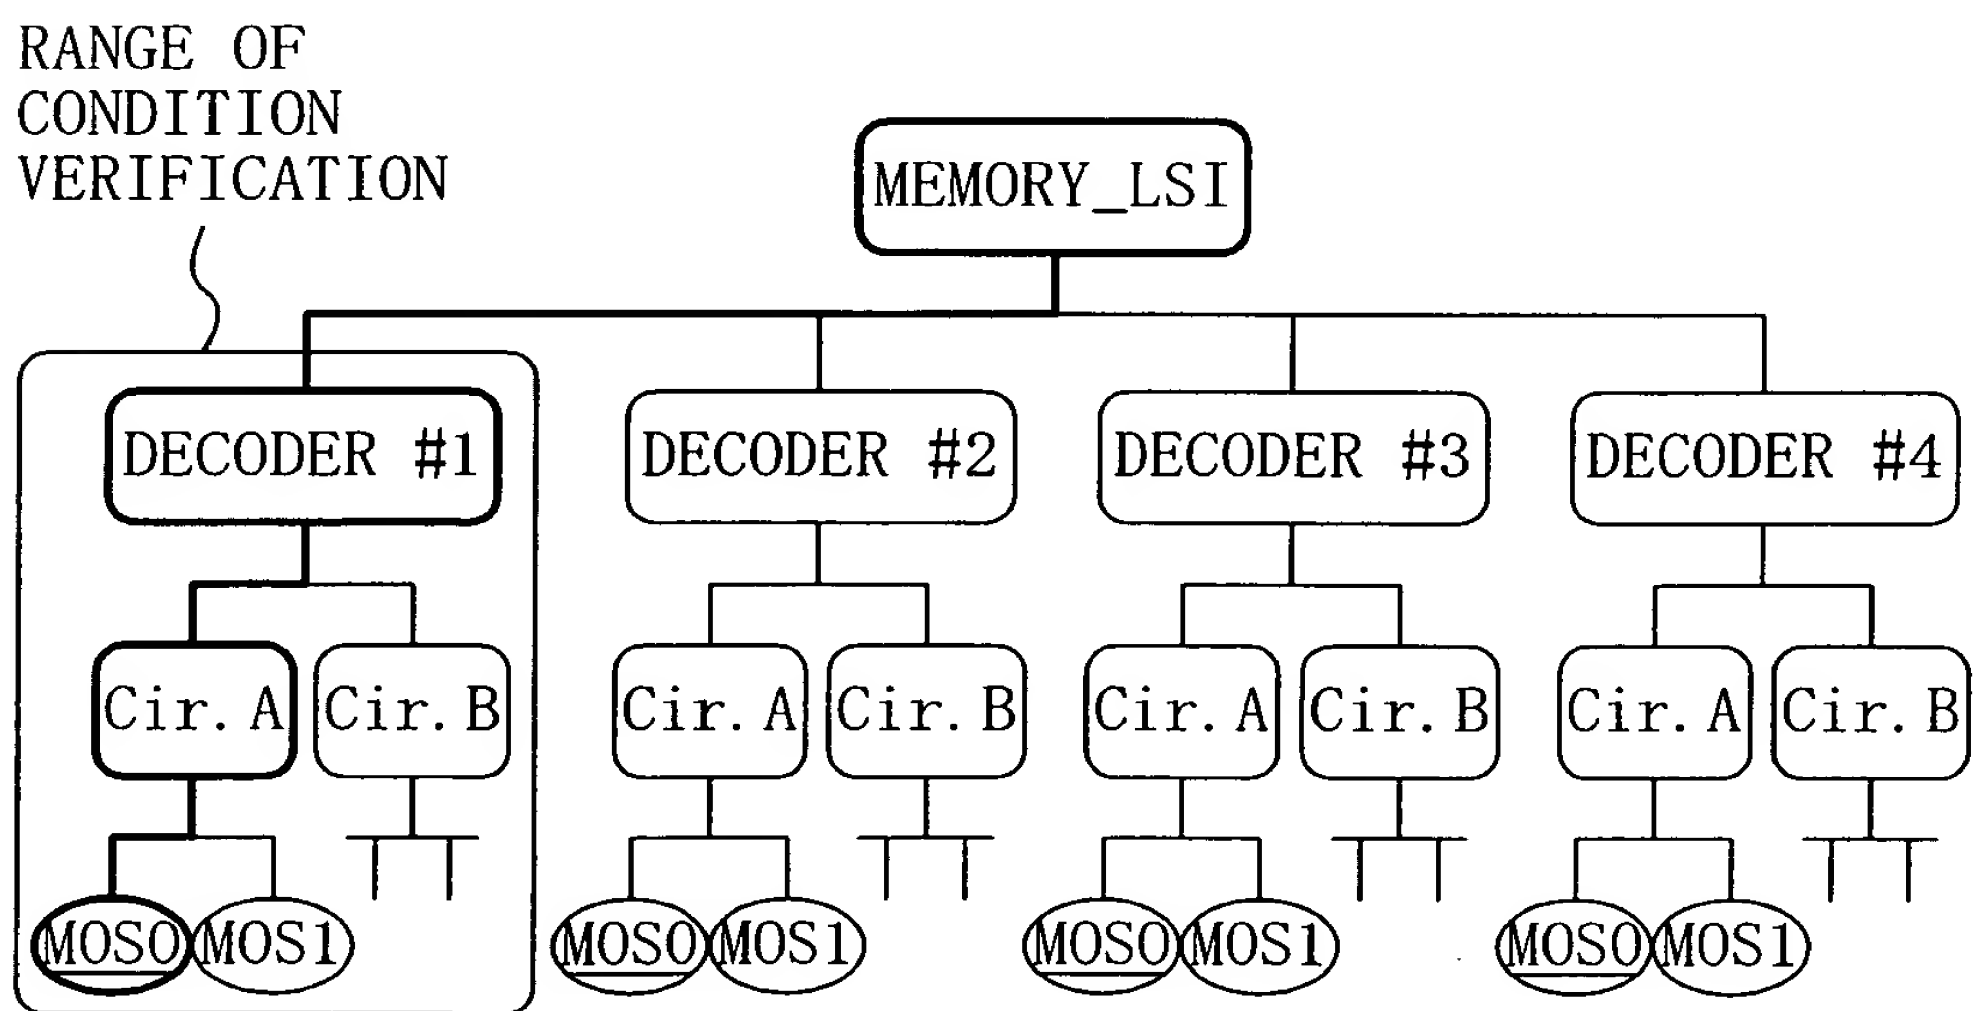 RANGE OF
CONDITION
VERIFICATION
MEMORY_LSI
DECODER #1
DECODER #2
DECODER #3
DECODER #4
Cir. A
Cir. B
Cir. A
Cir. B
Cir. A
Cir. B
Cir. A
Cir. B
MOS0
MOS1
MOS0
MOS1
MOS0
MOS1
MOS0
MOS1